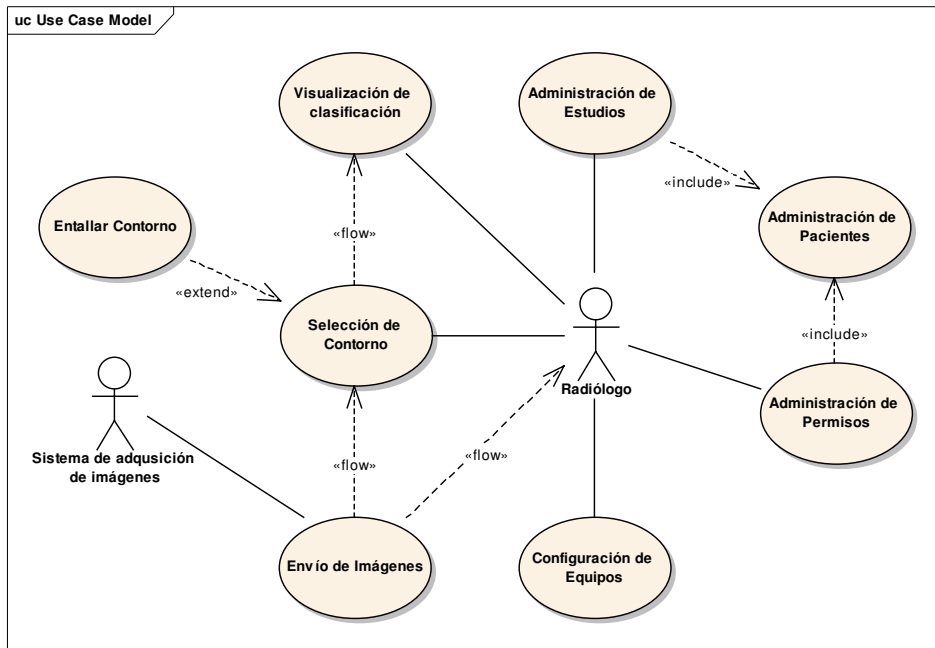 uc Use Case Model
Visualización de
clasificación
Administración de
Estudios
«include»
Entallar Contorno
Administración de
Pacientes
«flow»
«extend»
Selección de
Contorno
«include»
Radiólogo
Administración de
Permisos
Sistema de adqusición
de imágenes
«flow»
«flow»
Envío de Imágenes
Configuración de
Equipos